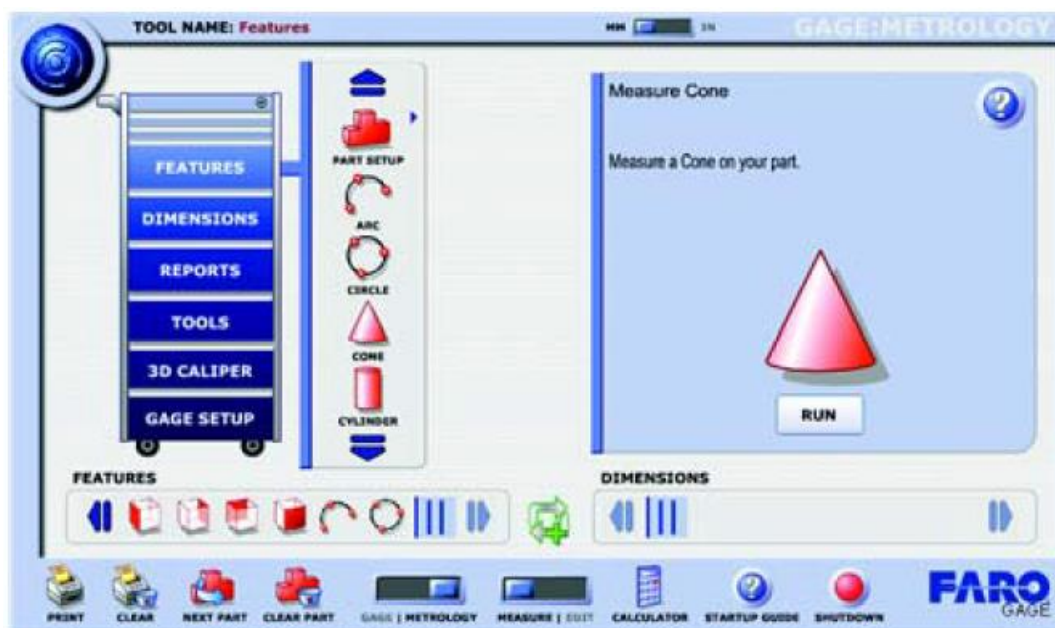 TOOL NAME: Features
MM IN
GAGE:METROLOGY
FEATURES
DIMENSIONS
REPORTS
TOOLS
3D CALIPER
GAGE SETUP
PART SETUP
ARC
CIRCLE
CONE
CYLINDER
Measure Cone
Measure a Cone on your part.
RUN
FEATURES
DIMENSIONS
PRINT
CLEAR
NEXT PART
CLEAR PART
GAGE | METROLOGY
MEASURE | EDIT
CALCULATOR
STARTUP GUIDE
SHUTDOWN
FARO
GAGE